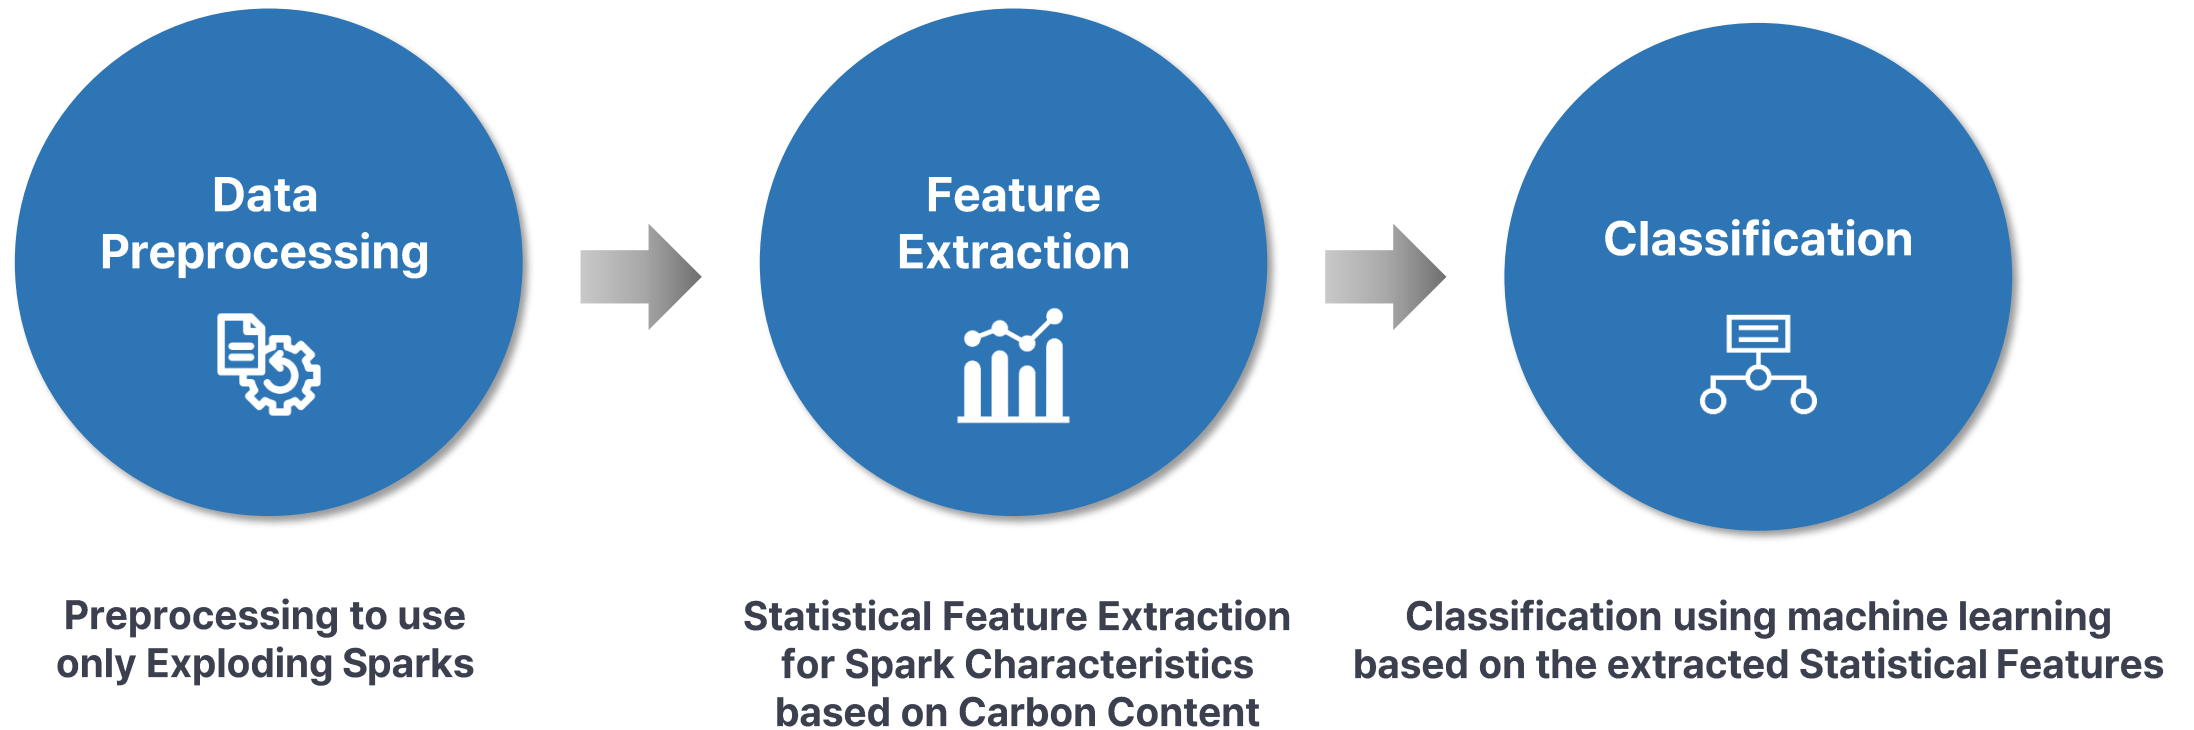 Data
Preprocessing
Preprocessing to use
only Exploding Sparks
Feature
Extraction
Statistical Feature Extraction
for Spark Characteristics
based on Carbon Content
Classification
Classification using machine learning
based on the extracted Statistical Features